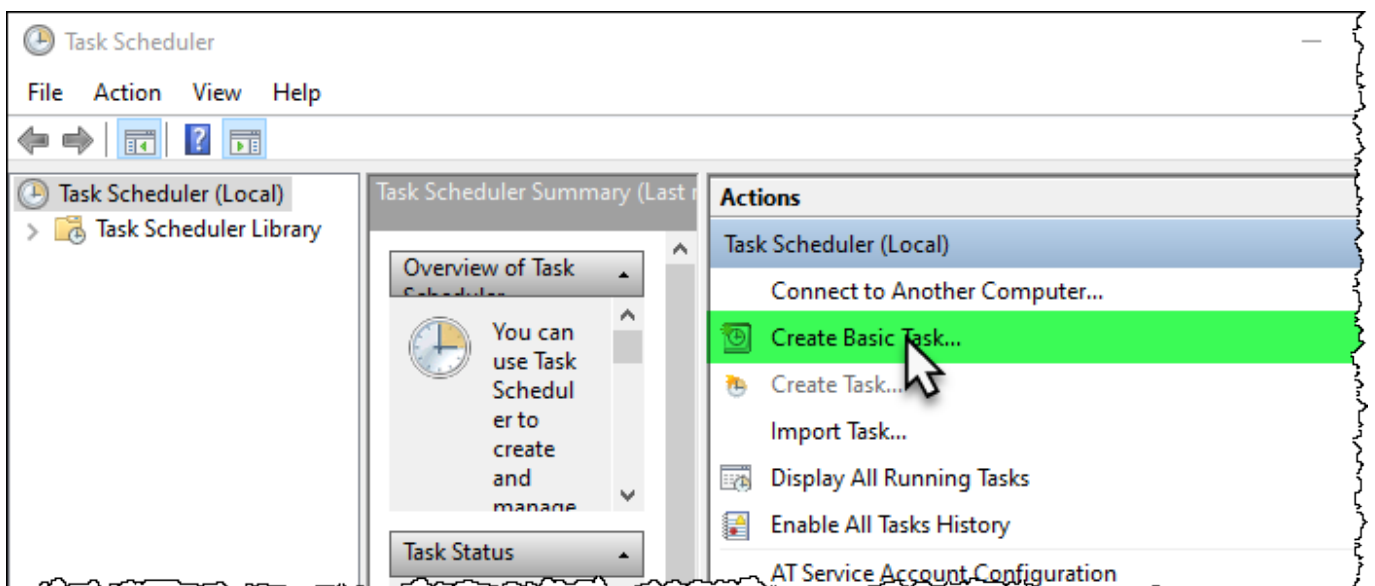 Task Scheduler
File Action View Help
Task Scheduler (Local)
Task Scheduler Library
Task Scheduler Summary (Last
Overview of Task
Scheduler
You can
use Task
Schedul
er to
create
and
manage
Task Status
Actions
Task Scheduler (Local)
Connect to Another Computer...
Create Basic Task...
Create Task...
Import Task...
Display All Running Tasks
Enable All Tasks History
AT Service Account Configuration